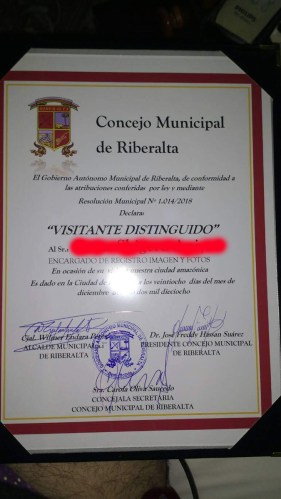 Concejo Municipal
de Riberalta
El Gobierno Autónomo Municipal de Riberalta, de conformidad a
las atribuciones conferidas por ley y mediante
Resolución Municipal Nº 1.014/2018
Declara:
"VISITANTE DISTINGUIDO"
Al Sr.
ENCARGADO DE REGISTRO IMAGEN Y FOTOS
En ocasión de su nuestra ciudad amazónica
Es dado en la Ciudad de los veintiocho días del mes de
diciembre dos mil dieciocho
Cjal. Wilfner
ALCALDE MUNICIPAL
DE RIBERALTA
Dr. José Freddy Hassan Suárez
PRESIDENTE CONCEJO MUNICIPAL
DE RIBERALTA
Sra. Carola Oliva Saucedo
CONCEJALA SECRETARIA
CONCEJO MUNICIPAL DE RIBERALTA